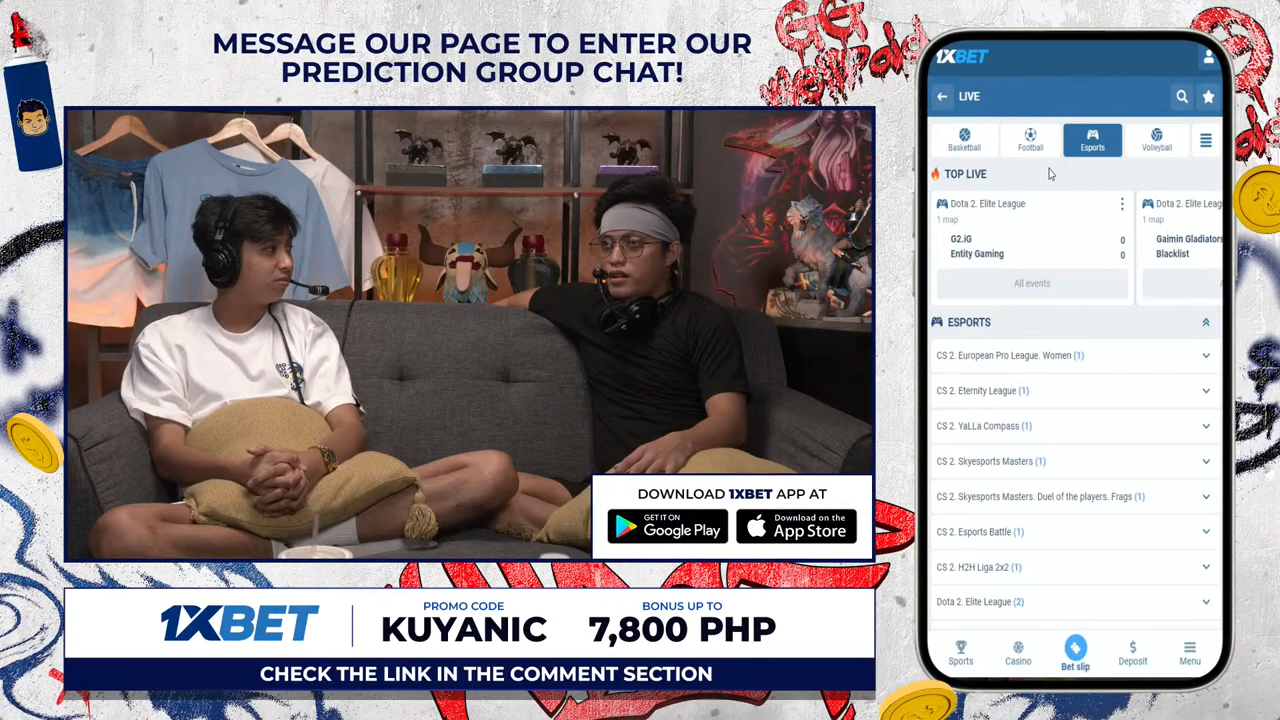 MESSAGE OUR PAGE TO ENTER OUR
PREDICTION GROUP CHAT!
DOWNLOAD 1XBET APP AT
GET IT ON
Google Play
Download on the
App Store
1XBET
PROMO CODE
KUYANIC
BONUS UP TO
7,800 PHP
CHECK THE LINK IN THE COMMENT SECTION
1XBET
LIVE
Basketball
Football
Esports
Volleyball
TOP LIVE
Dota 2. Elite League
1 map
G2.iG 0
Entity Gaming 0
All events
Dota 2. Elite Leag
1 map
Gaimin Gladiators
Blacklist
ESPORTS
CS 2. European Pro League. Women (1)
CS 2. Eternity League (1)
CS 2. YaLLa Compass (1)
CS 2. Skyesports Masters (1)
CS 2. Skyesports Masters. Duel of the players. Frags (1)
CS 2. Esports Battle (1)
CS 2. H2H Liga 2x2 (1)
Dota 2. Elite League (2)
Sports
Casino
Bet slip
Deposit
Menu